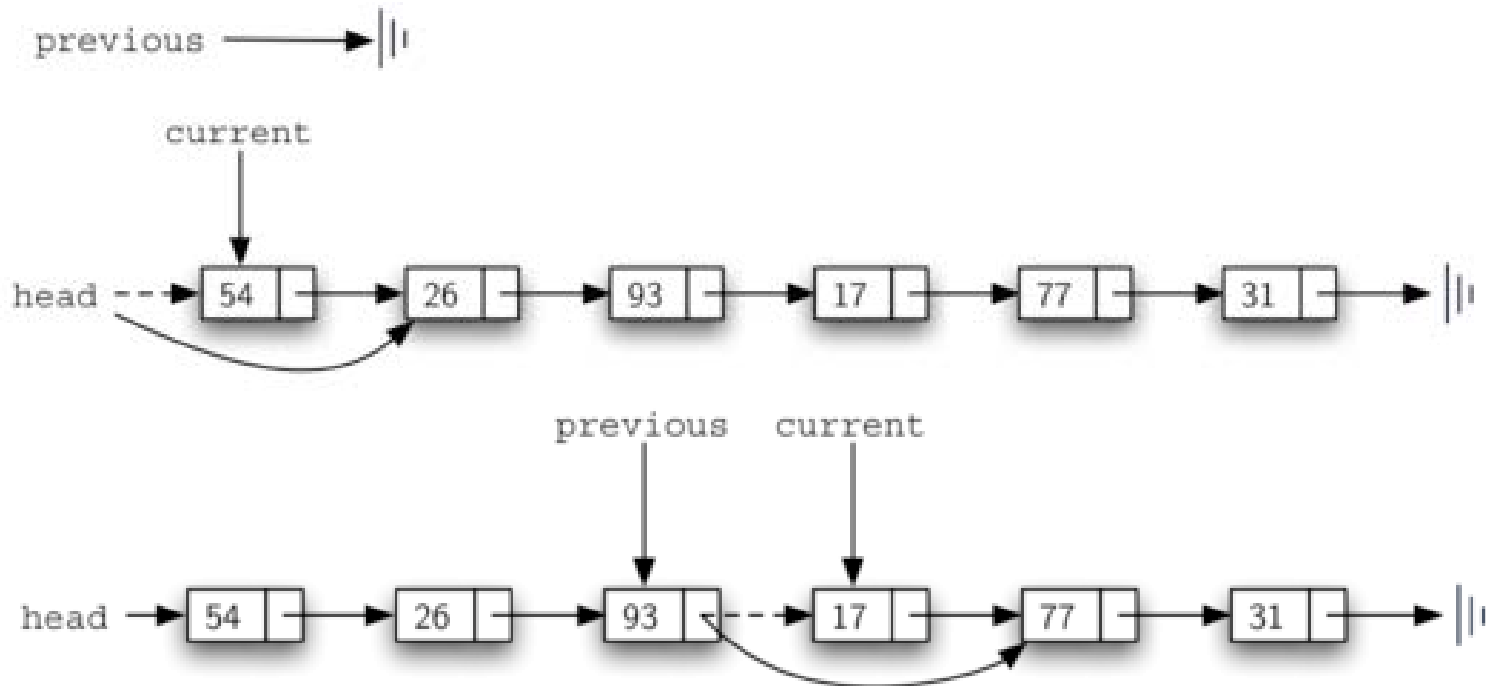 previous
current
head 54 26 93 17 77 31
previous current
head 54 26 93 17 77 31